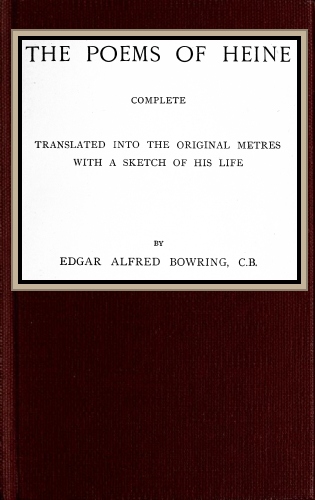 THE POEMS OF HEINE
COMPLETE
TRANSLATED INTO THE ORIGINAL METRES
WITH A SKETCH OF HIS LIFE
BY
EDGAR ALFRED BOWRING, C.B.